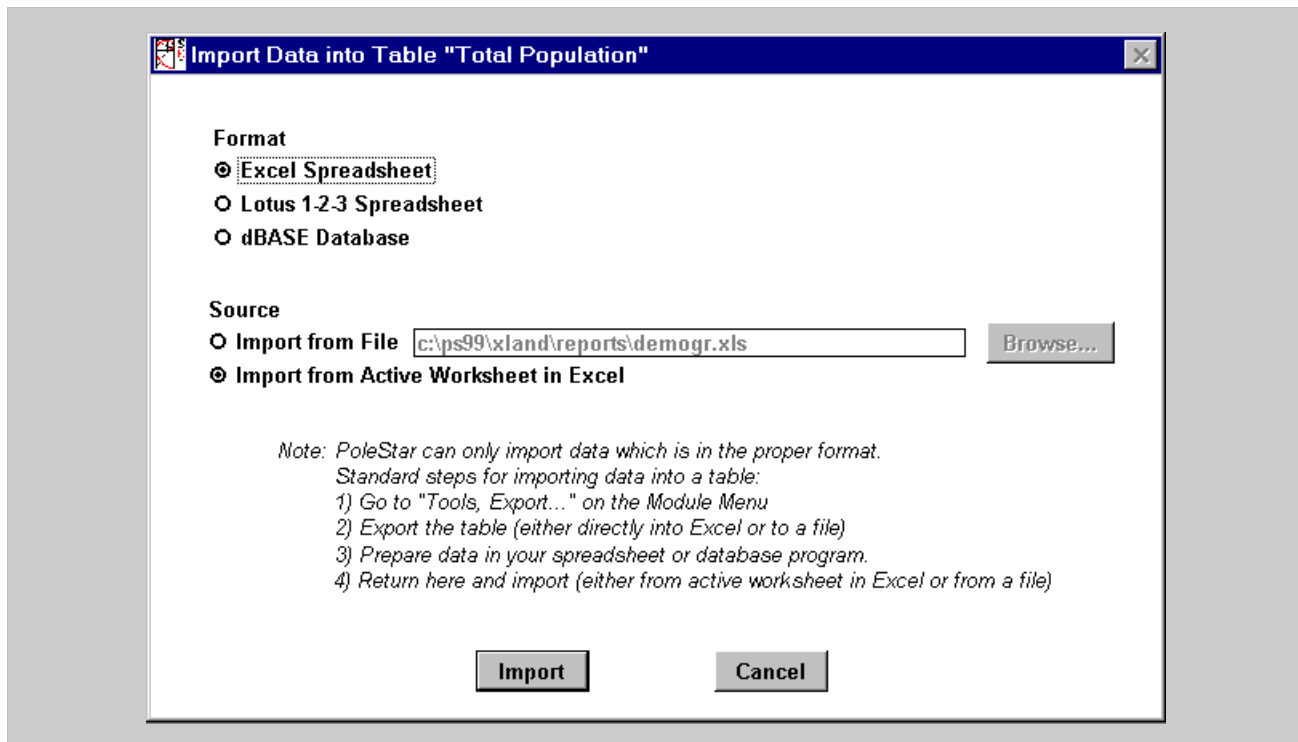 Import Data into Table "Total Population"
Format
Excel Spreadsheet
Lotus 1-2-3 Spreadsheet
dBASE Database
Source
Import from File c:\ps99\xland\reports\demogr.xls Browse...
Import from Active Worksheet in Excel
Note: PoleStar can only import data which is in the proper format.
Standard steps for importing data into a table:
1) Go to "Tools, Export..." on the Module Menu
2) Export the table (either directly into Excel or to a file)
3) Prepare data in your spreadsheet or database program.
4) Return here and import (either from active worksheet in Excel or from a file)
Import Cancel